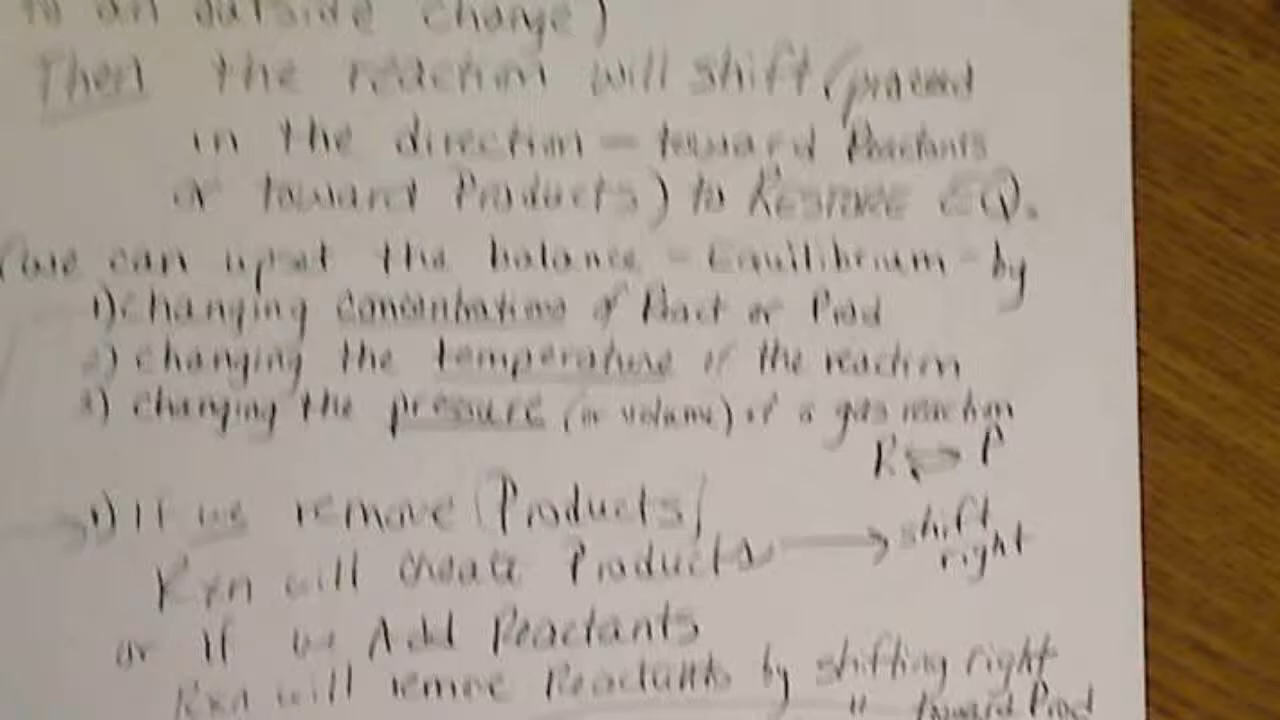 to an outside change)
Then the reaction will shift (proceed
in the direction – toward Reactants
or toward Products) to RESTORE EQ.
(we can upset the balance – Equilibrium – by
1) changing concentrations of React or Prod
2) changing the temperature of the reaction
3) changing the pressure (or volume) of a gas reaction
R ⇌ P
→ 1) If we remove (Products)
Rxn will create Products → shift right
or If we Add Reactants
Rxn will remove Reactants by shifting right
" toward Prod